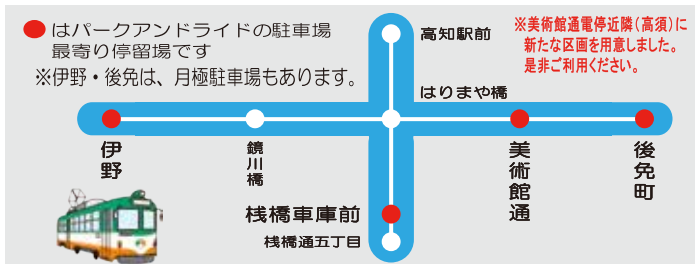 ●はパークアンドライドの駐車場
最寄り停留場です
※伊野・後免は、月極駐車場もあります。
※美術館通電停近隣(高須)に
新たな区画を用意しました。
是非ご利用ください。
高知駅前
はりまや橋
伊野
鏡川橋
美術館通
後免町
桟橋車庫前
桟橋通五丁目